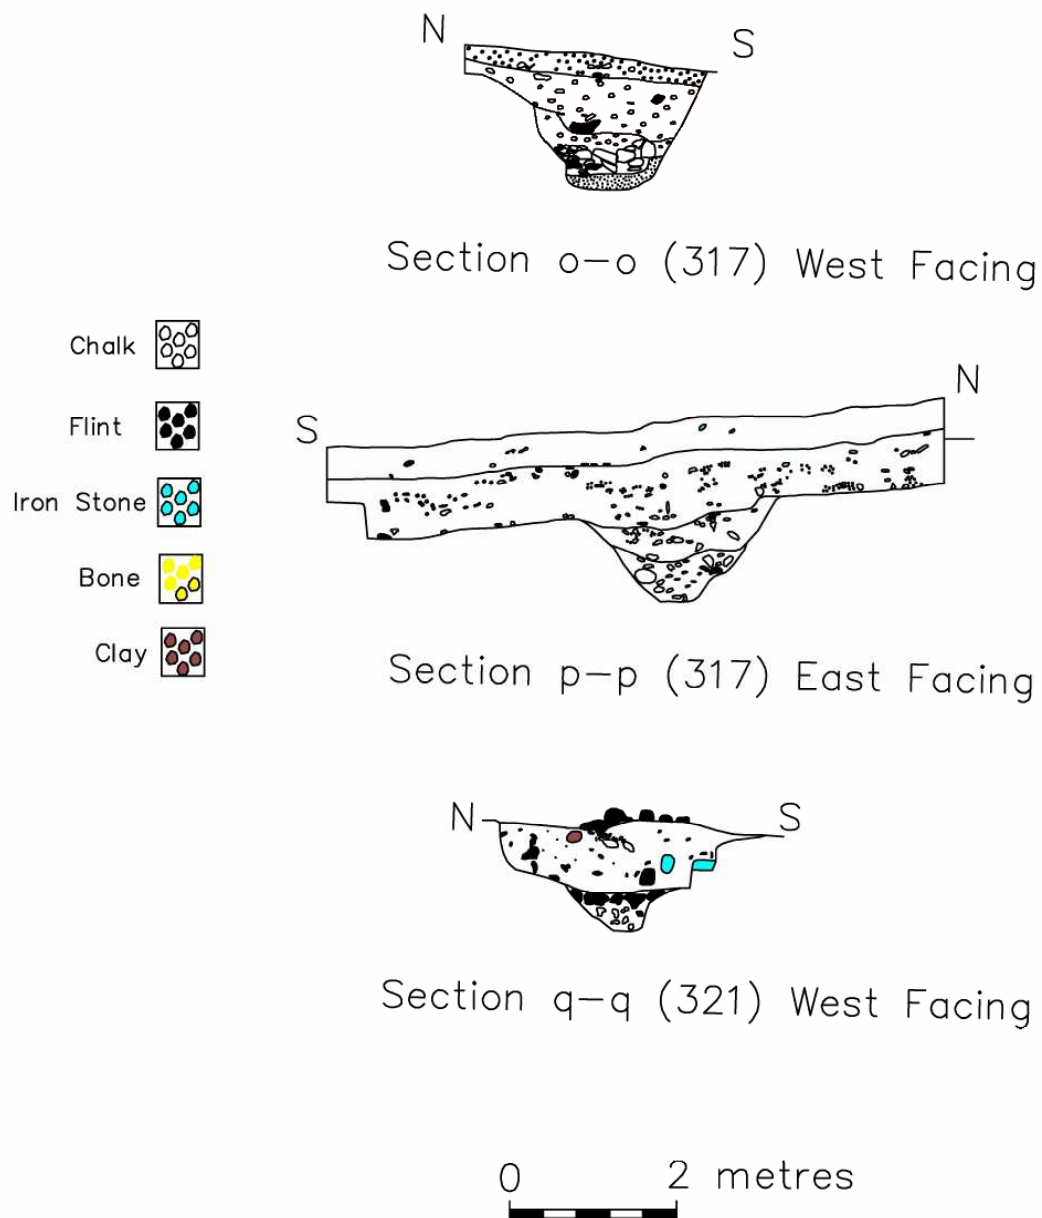 N S
Section o-o (317) West Facing
Chalk
Flint
Iron Stone
Bone
Clay
S N
Section p-p (317) East Facing
N S
Section q-q (321) West Facing
0 2 metres